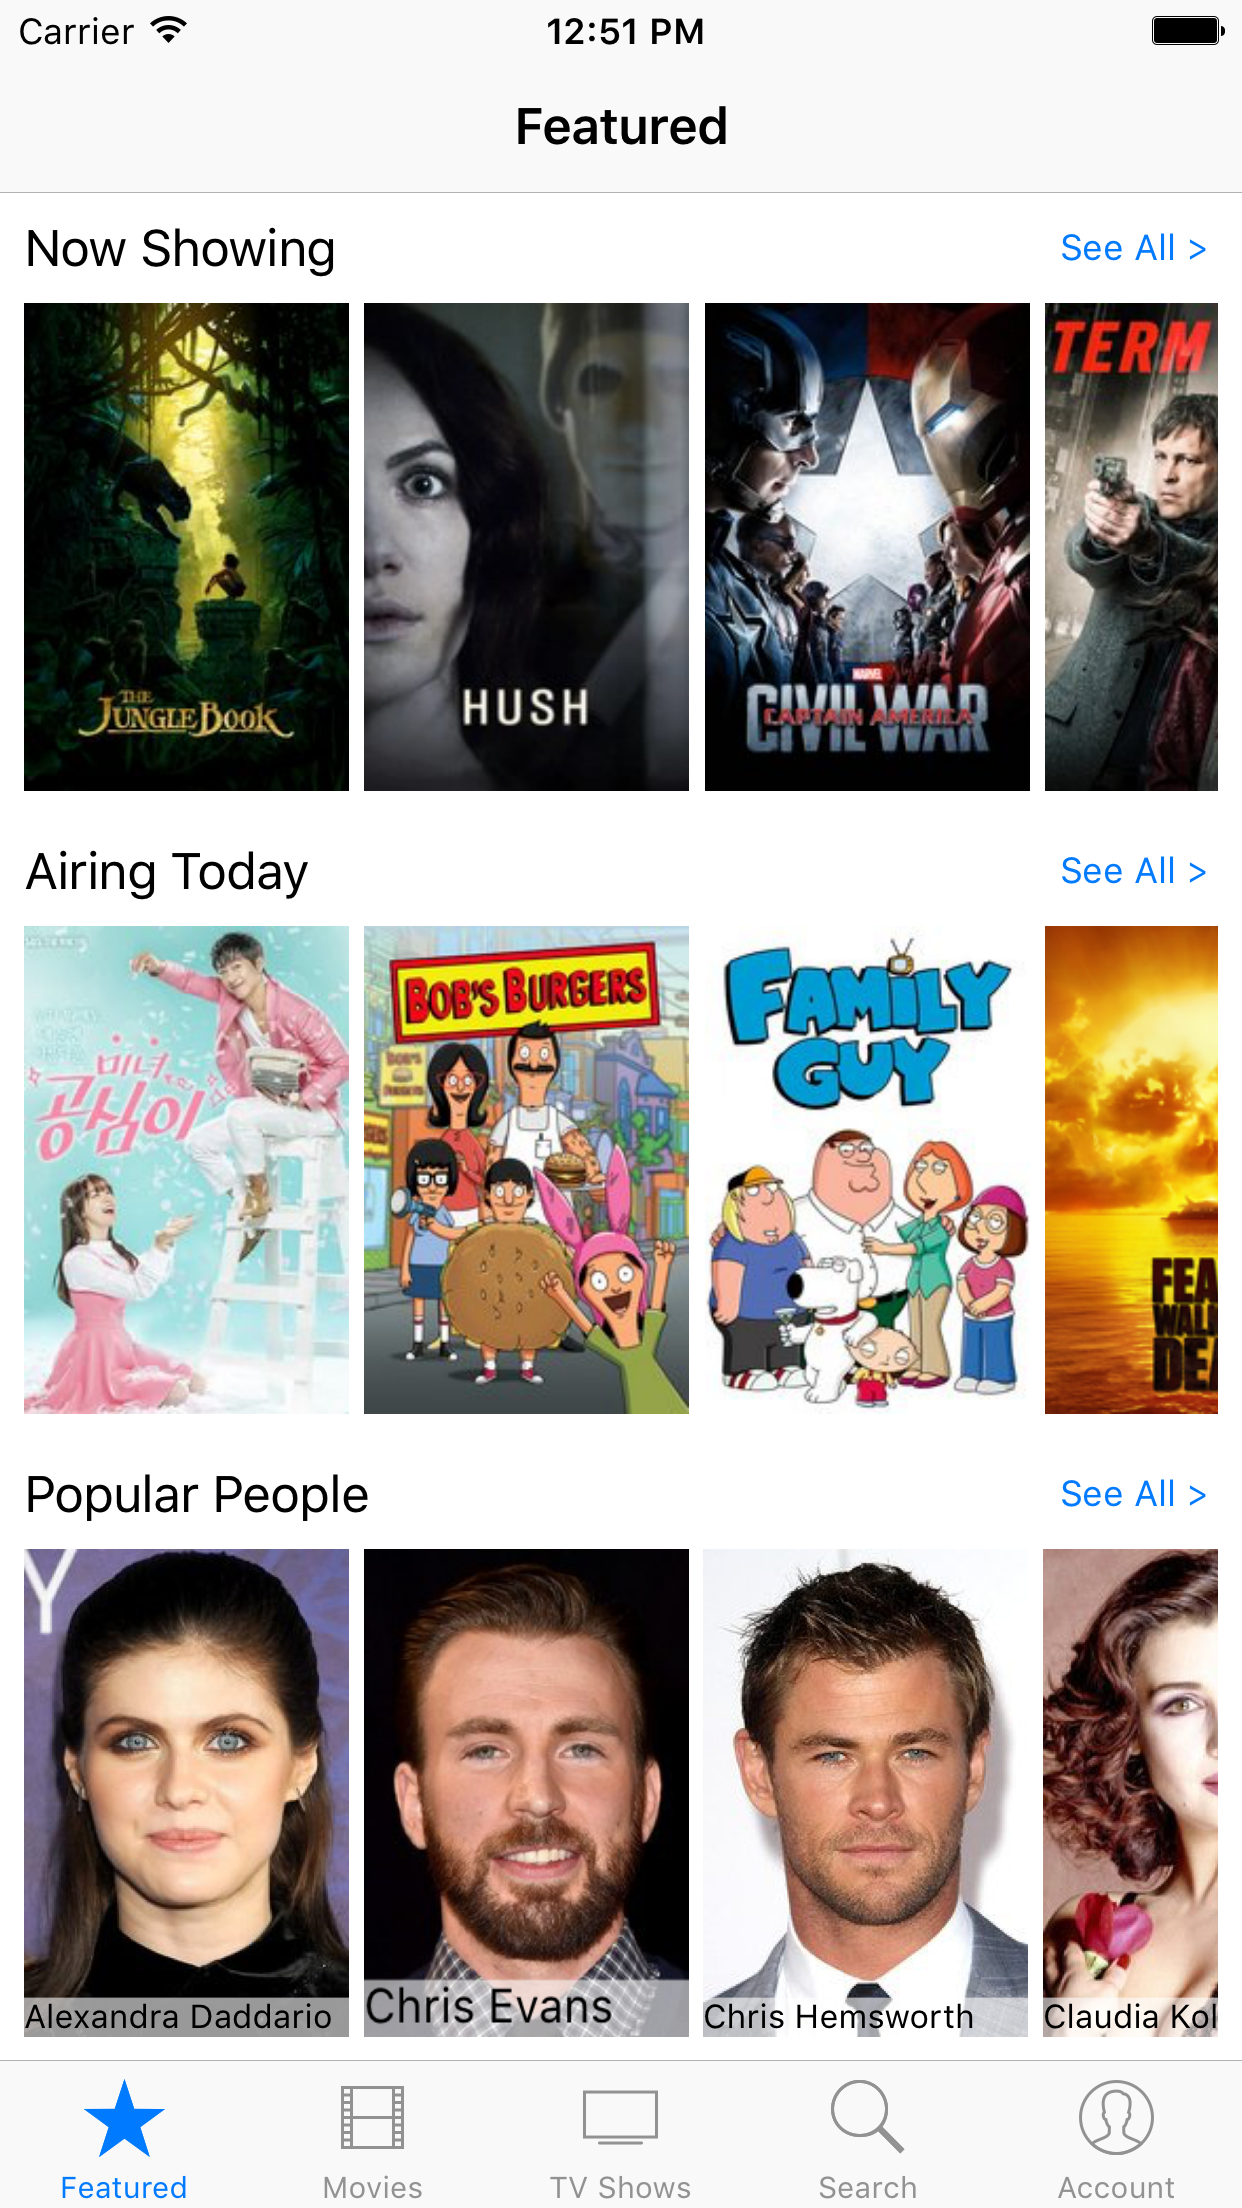 Carrier
12:51 PM
Featured
Now Showing
See All >
THE
JUNGLE BOOK
HUSH
MARVEL
CAPTAIN AMERICA
CIVIL WAR
TERM
Airing Today
See All >
미녀
공심이
BOB'S BURGERS
BOB'S
FAMILY
GUY
FEA
WAL
DEA
Popular People
See All >
Y
Alexandra Daddario
Chris Evans
Chris Hemsworth
Claudia Kol
Featured
Movies
TV Shows
Search
Account